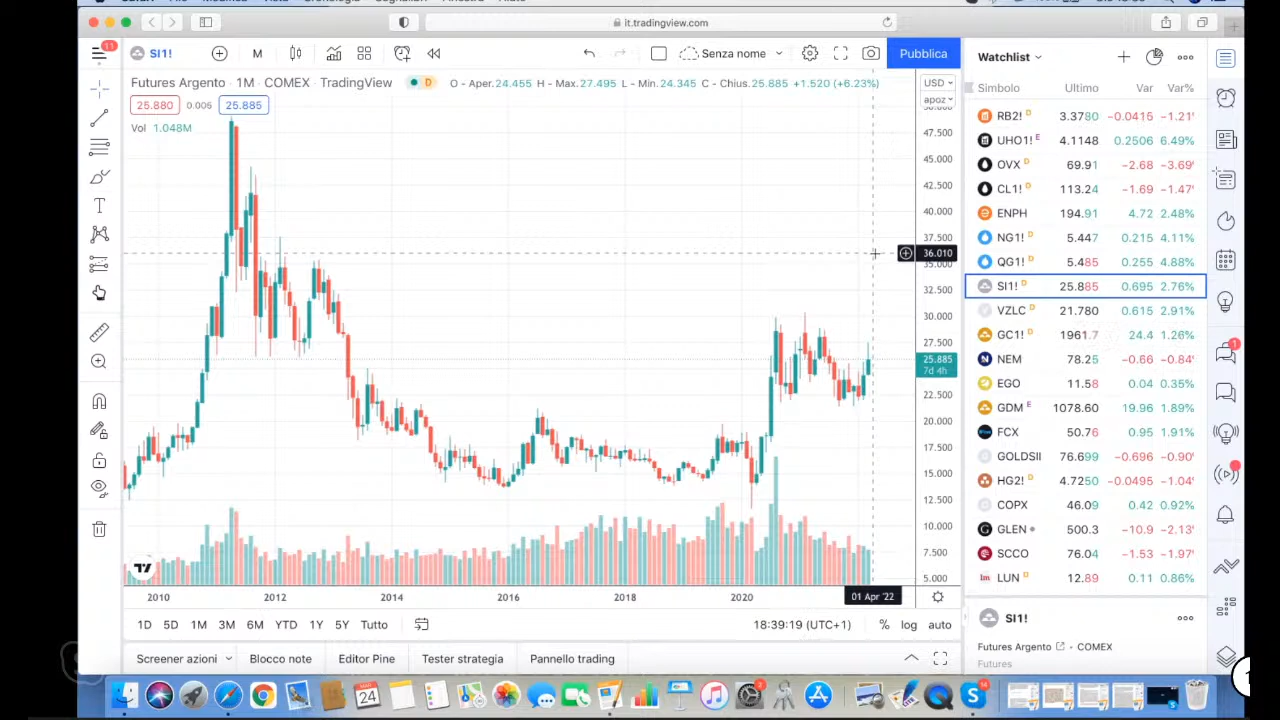 it.tradingview.com
11
SI1!
M
Senza nome
Pubblica
Futures Argento · 1M · COMEX · TradingView
D
O - Aper.24.455 H - Max.27.495 L - Min.24.345 C - Chius.25.885 +1.520 (+6.23%)
25.880
0.006
25.885
Vol 1.048M
USD
apoz
47.500
45.000
42.500
40.000
37.500
36.010
35.000
32.500
30.000
27.500
25.885
7d 4h
22.500
20.000
17.500
15.000
12.500
10.000
7.500
5.000
2010
2012
2014
2016
2018
2020
01 Apr '22
1D
5D
1M
3M
6M
YTD
1Y
5Y
Tutto
18:39:19 (UTC+1)
%
log
auto
Screener azioni
Blocco note
Editor Pine
Tester strategia
Pannello trading
Watchlist
Simbolo Ultimo Var Var%
RB2! D 3.3780 -0.0415 -1.21%
UHO1! E 4.1148 0.2506 6.49%
OVX D 69.91 -2.68 -3.69%
CL1! D 113.24 -1.69 -1.47%
ENPH 194.91 4.72 2.48%
NG1! D 5.447 0.215 4.11%
QG1! D 5.485 0.255 4.88%
SI1! D 25.885 0.695 2.76%
VZLC D 21.780 0.615 2.91%
GC1! D 1961.7 24.4 1.26%
NEM 78.25 -0.66 -0.84%
EGO 11.58 0.04 0.35%
GDM E 1078.60 19.96 1.89%
FCX 50.76 0.95 1.91%
GOLDSII 76.699 -0.696 -0.90%
HG2! D 4.7250 -0.0495 -1.04%
COPX 46.09 0.42 0.92%
GLEN 500.3 -10.9 -2.13%
SCCO 76.04 -1.53 -1.97%
LUN D 12.89 0.11 0.86%
SI1!
Futures Argento · COMEX
Futures
1
MAR
24
2
14